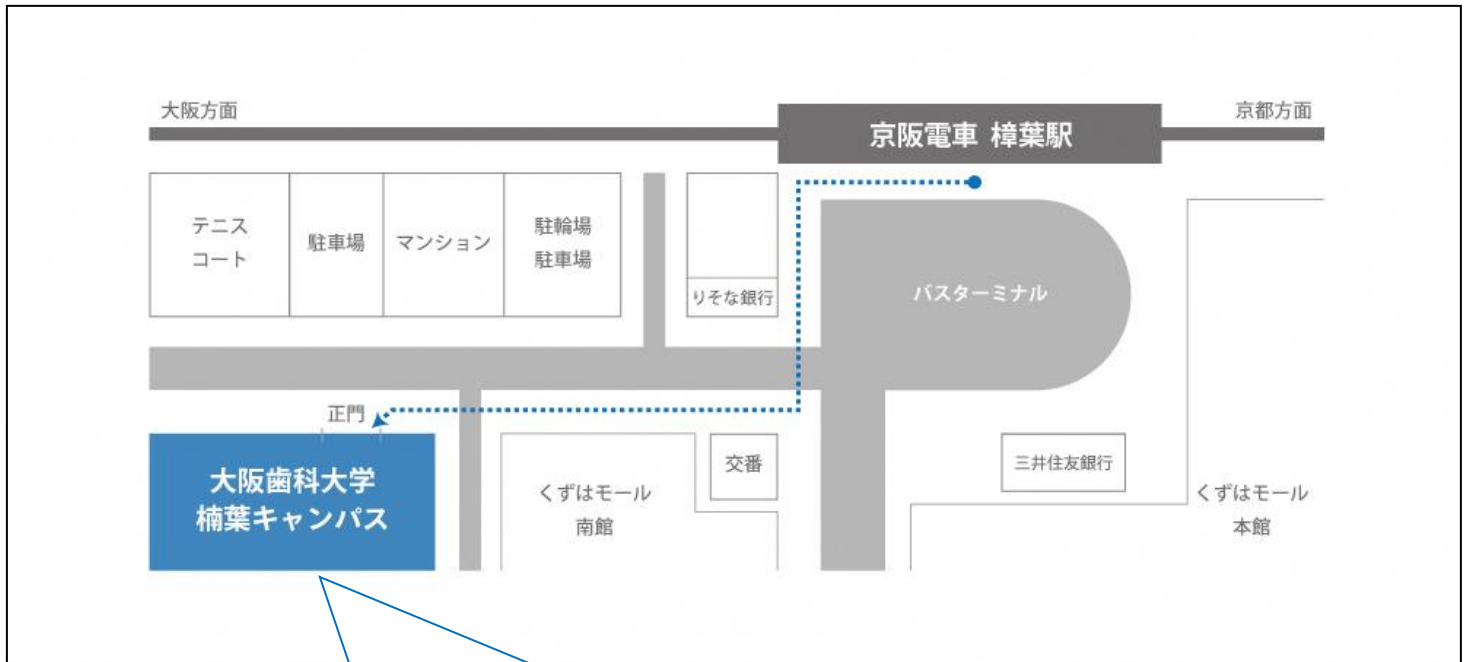 大阪方面
京都方面
京阪電車 樟葉駅
テニス
コート
駐車場
マンション
駐輪場
駐車場
りそな銀行
バスターミナル
正門
大阪歯科大学
楠葉キャンパス
くずはモール
南館
交番
三井住友銀行
くずはモール
本館